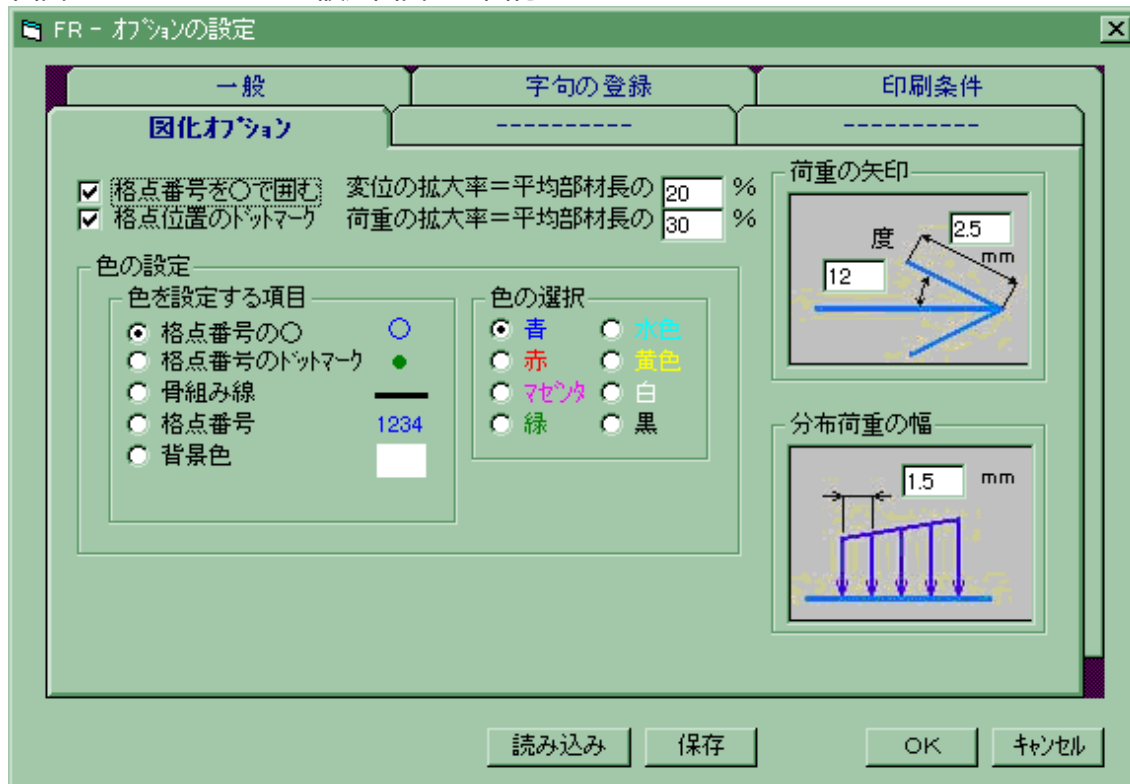 FR - ｵﾌﾟｼｮﾝの設定
一般 字句の登録 印刷条件
図化ｵﾌﾟｼｮﾝ ---------- ----------
格点番号を○で囲む 変位の拡大率＝平均部材長の 20 %
格点位置のﾄﾞｯﾄﾏｰｸ 荷重の拡大率＝平均部材長の 30 %
色の設定
色を設定する項目
格点番号の○
格点番号のﾄﾞｯﾄﾏｰｸ
骨組み線
格点番号 1234
背景色
色の選択
青 水色
赤 黄色
ﾏｾﾞﾝﾀ 白
緑 黒
荷重の矢印
度 2.5 mm
12
分布荷重の幅
1.5 mm
読み込み 保存 OK ｷｬﾝｾﾙ